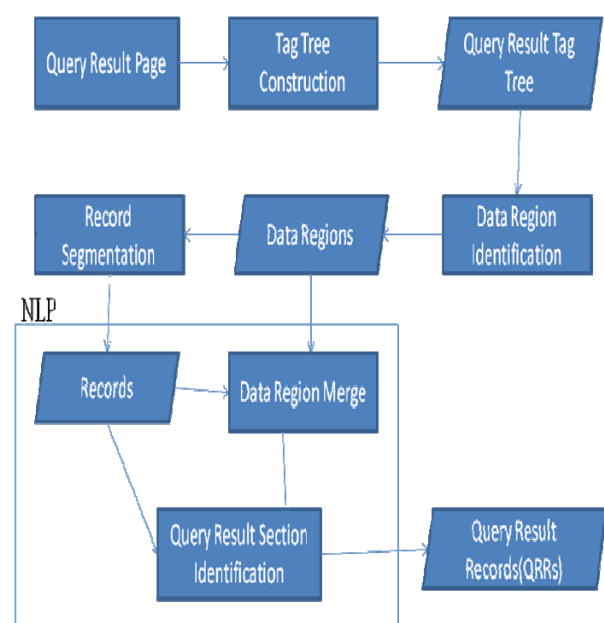 Query Result Page
Tag Tree
Construction
Query Result Tag
Tree
Record
Segmentation
Data Regions
Data Region
Identification
NLP
Records
Data Region Merge
Query Result Section
Identification
Query Result
Records(QRRs)